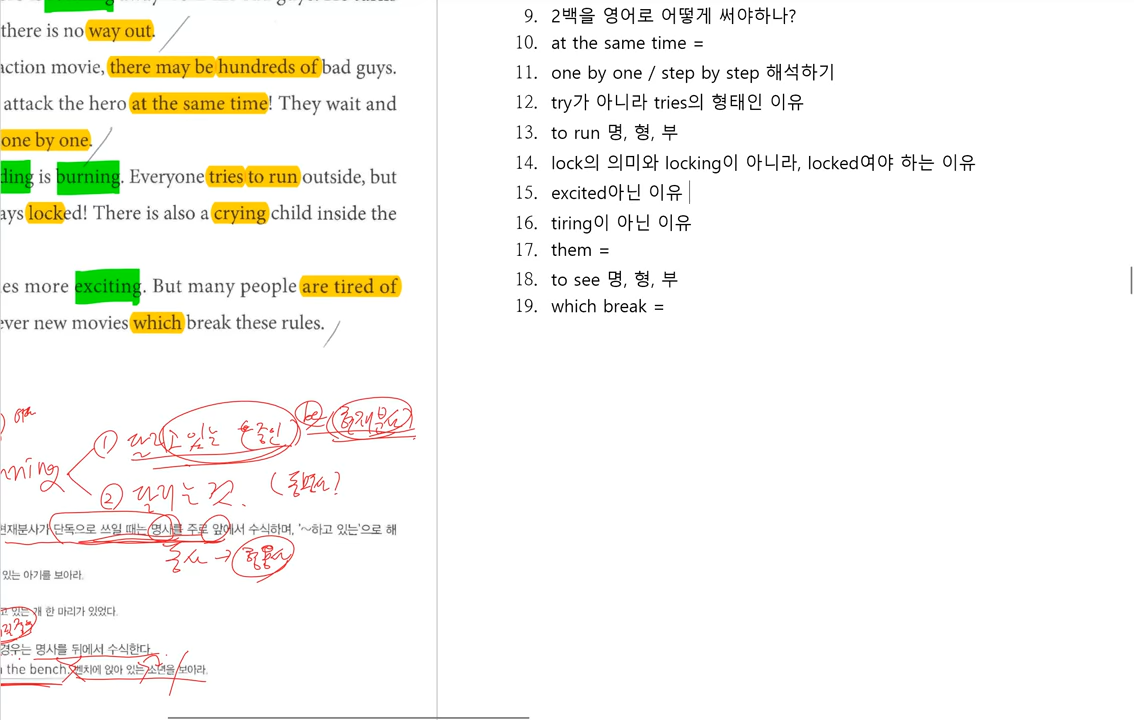 there is no way out.
action movie, there may be hundreds of bad guys.
attack the hero at the same time! They wait and
one by one.
ding is burning. Everyone tries to run outside, but
ays locked! There is also a crying child inside the
es more exciting. But many people are tired of
ever new movies which break these rules.
① 달리고 있는 중인 be 현재분사
nning
② 달리는 것.
현재분사가 단독으로 쓰일 때는 명사를 주로 앞에서 수식하며, '~하고 있는'으로 해
동사 → 형용사
있는 아기를 보아라.
고 있는 개 한 마리가 있었다.
경우는 명사를 뒤에서 수식한다.
n the bench. 벤치에 앉아 있는 소년을 보아라.
9. 2백을 영어로 어떻게 써야하나?
10. at the same time =
11. one by one / step by step 해석하기
12. try가 아니라 tries의 형태인 이유
13. to run 명, 형, 부
14. lock의 의미와 locking이 아니라, locked여야 하는 이유
15. excited아닌 이유
16. tiring이 아닌 이유
17. them =
18. to see 명, 형, 부
19. which break =